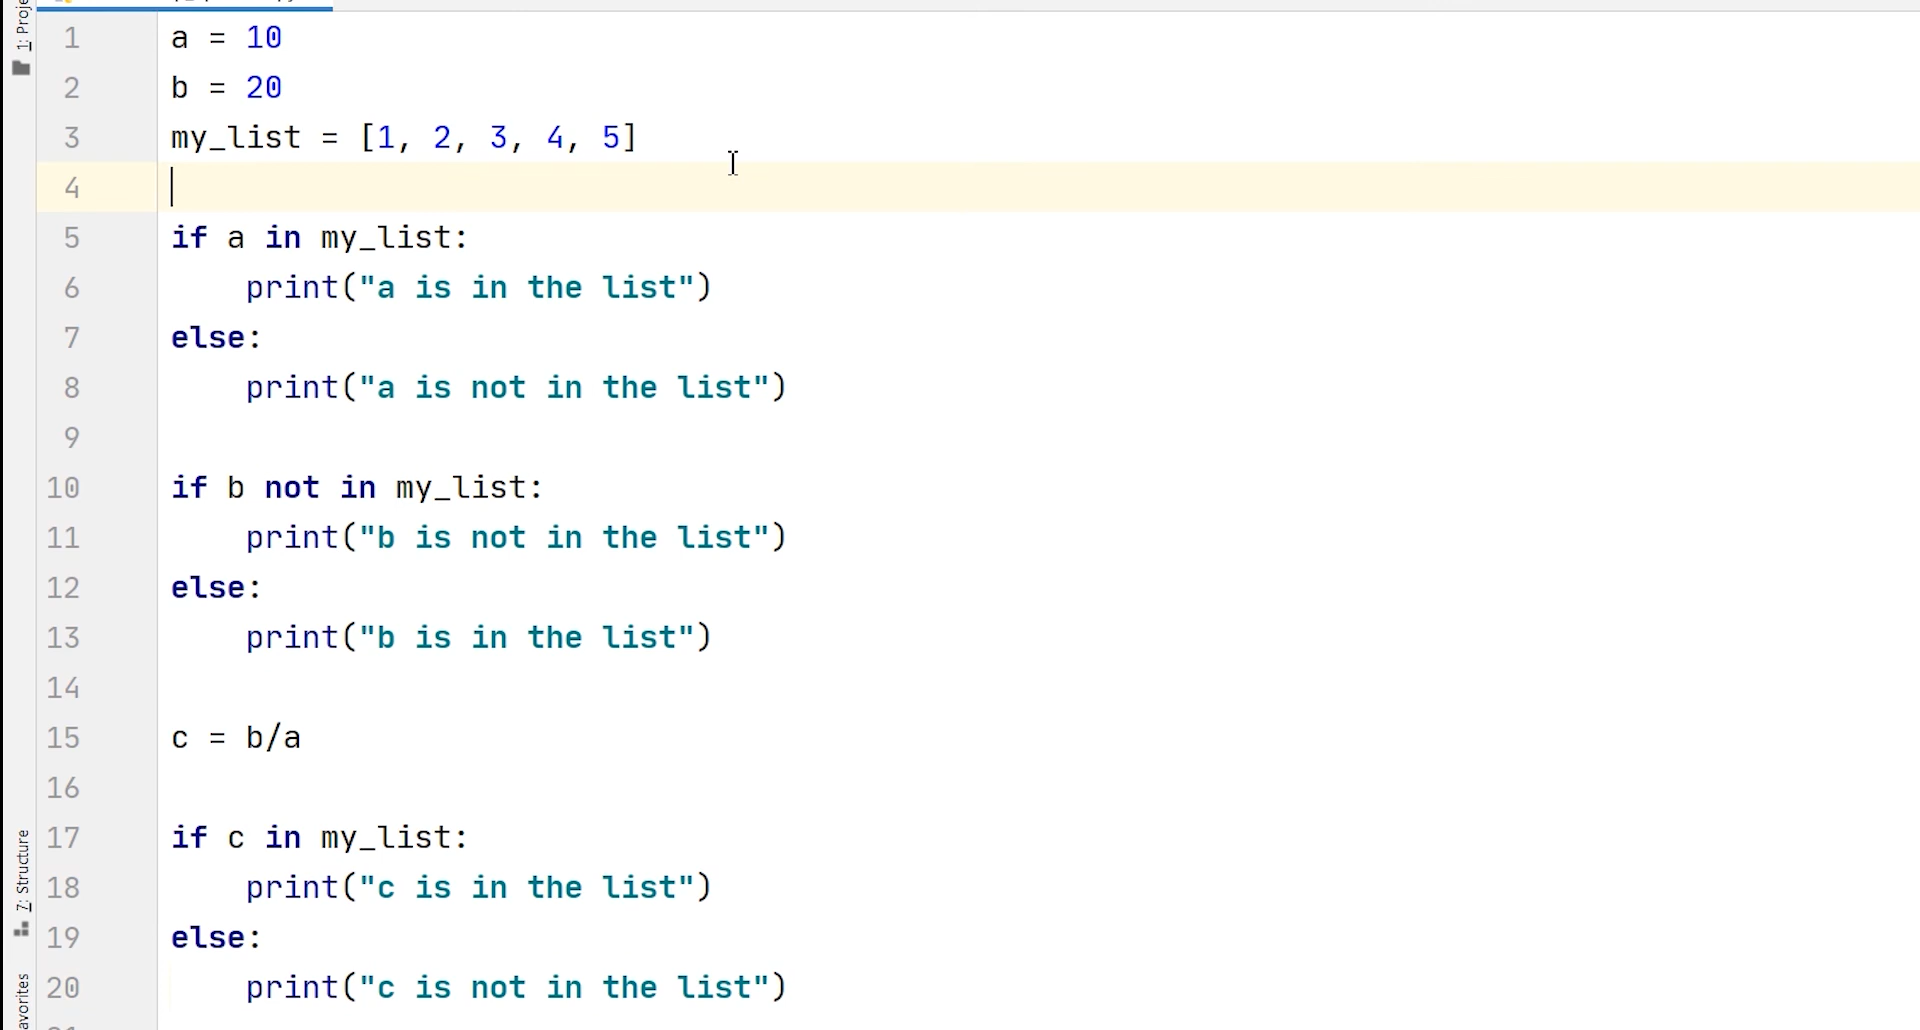 1: Proje
1 a = 10
2 b = 20
3 my_list = [1, 2, 3, 4, 5]
4
5 if a in my_list:
6     print("a is in the list")
7 else:
8     print("a is not in the list")
9
10 if b not in my_list:
11     print("b is not in the list")
12 else:
13     print("b is in the list")
14
15 c = b/a
16
17 if c in my_list:
18     print("c is in the list")
19 else:
20     print("c is not in the list")
7: Structure
avorites